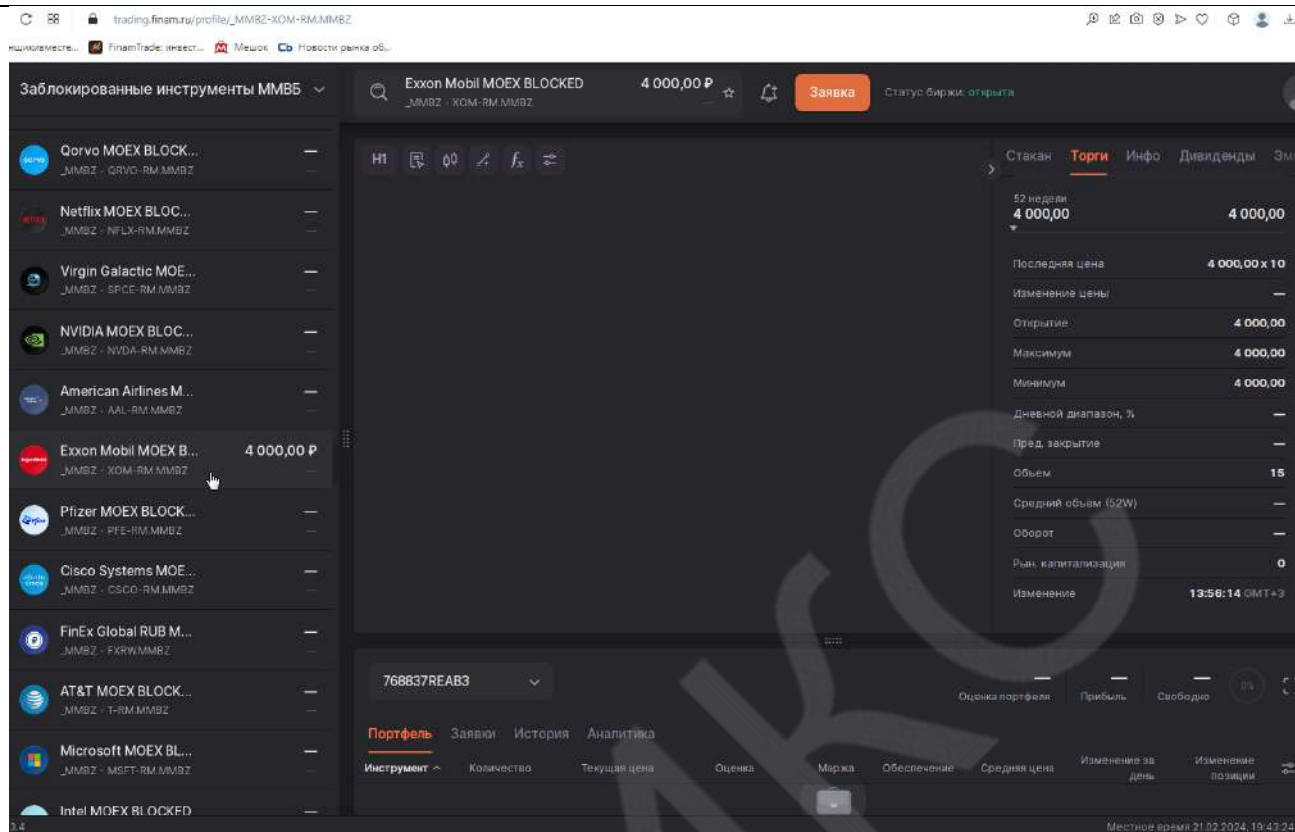 trading.finam.ru/profile/_MMBZ-XOM-RM.MMBZ
FinamTrade: инвест... Мешок Сb Новости рынка об...
Заблокированные инструменты ММВБ
Exxon Mobil MOEX BLOCKED 4 000,00 ₽
_MMBZ - XOM-RM.MMBZ
Заявка
Статус биржи: открыта
Qorvo MOEX BLOCK... —
_MMBZ - QRVO-RM.MMBZ —
Netflix MOEX BLOC... —
_MMBZ - NFLX-RM.MMBZ —
Virgin Galactic MOE... —
_MMBZ - SPCE-RM.MMBZ —
NVIDIA MOEX BLOC... —
_MMBZ - NVDA-RM.MMBZ —
American Airlines M... —
_MMBZ - AAL-RM.MMBZ —
Exxon Mobil MOEX B... 4 000,00 ₽
_MMBZ - XOM-RM.MMBZ —
Pfizer MOEX BLOCK... —
_MMBZ - PFE-RM.MMBZ —
Cisco Systems MOE... —
_MMBZ - CSCO-RM.MMBZ —
FinEx Global RUB M... —
_MMBZ - FXRW.MMBZ —
AT&T MOEX BLOCK... —
_MMBZ - T-RM.MMBZ —
Microsoft MOEX BL... —
_MMBZ - MSFT-RM.MMBZ —
Intel MOEX BLOCKED —
H1 fx
Стакан Торги Инфо Дивиденды Эм
52 недели
4 000,00 4 000,00
Последняя цена 4 000,00 x 10
Изменение цены —
Открытие 4 000,00
Максимум 4 000,00
Минимум 4 000,00
Дневной диапазон, % —
Пред. закрытие —
Объем 15
Средний объём (52W) —
Оборот —
Рын. капитализация 0
Изменение 13:56:14 GMT+3
768837REAB3
— — — 0%
Оценка портфеля Прибыль Свободно
Портфель Заявки История Аналитика
Инструмент Количество Текущая цена Оценка Маржа Обеспечение Средняя цена Изменение за день Изменение позиции
Местное время 21.02.2024, 19:43:24